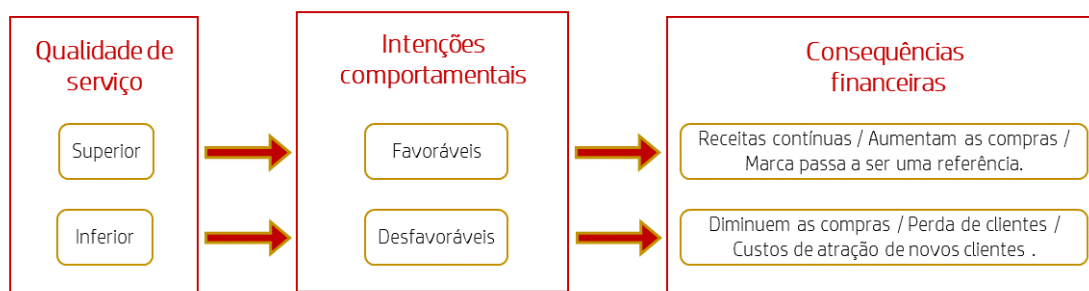 Qualidade de
serviço
Superior
Inferior
Intenções
comportamentais
Favoráveis
Desfavoráveis
Consequências
financeiras
Receitas contínuas / Aumentam as compras /
Marca passa a ser uma referência.
Diminuem as compras / Perda de clientes /
Custos de atração de novos clientes .